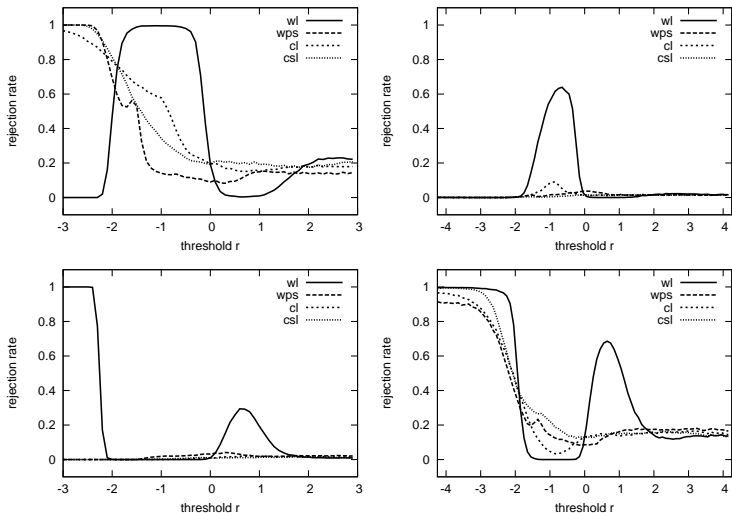 rejection rate
1
0.8
0.6
0.4
0.2
0
-3 -2 -1 0 1 2 3
threshold r
wl
wps
cl
csl
rejection rate
1
0.8
0.6
0.4
0.2
0
-4 -3 -2 -1 0 1 2 3 4
threshold r
wl
wps
cl
csl
rejection rate
1
0.8
0.6
0.4
0.2
0
-3 -2 -1 0 1 2 3
threshold r
wl
wps
cl
csl
rejection rate
1
0.8
0.6
0.4
0.2
0
-4 -3 -2 -1 0 1 2 3 4
threshold r
wl
wps
cl
csl